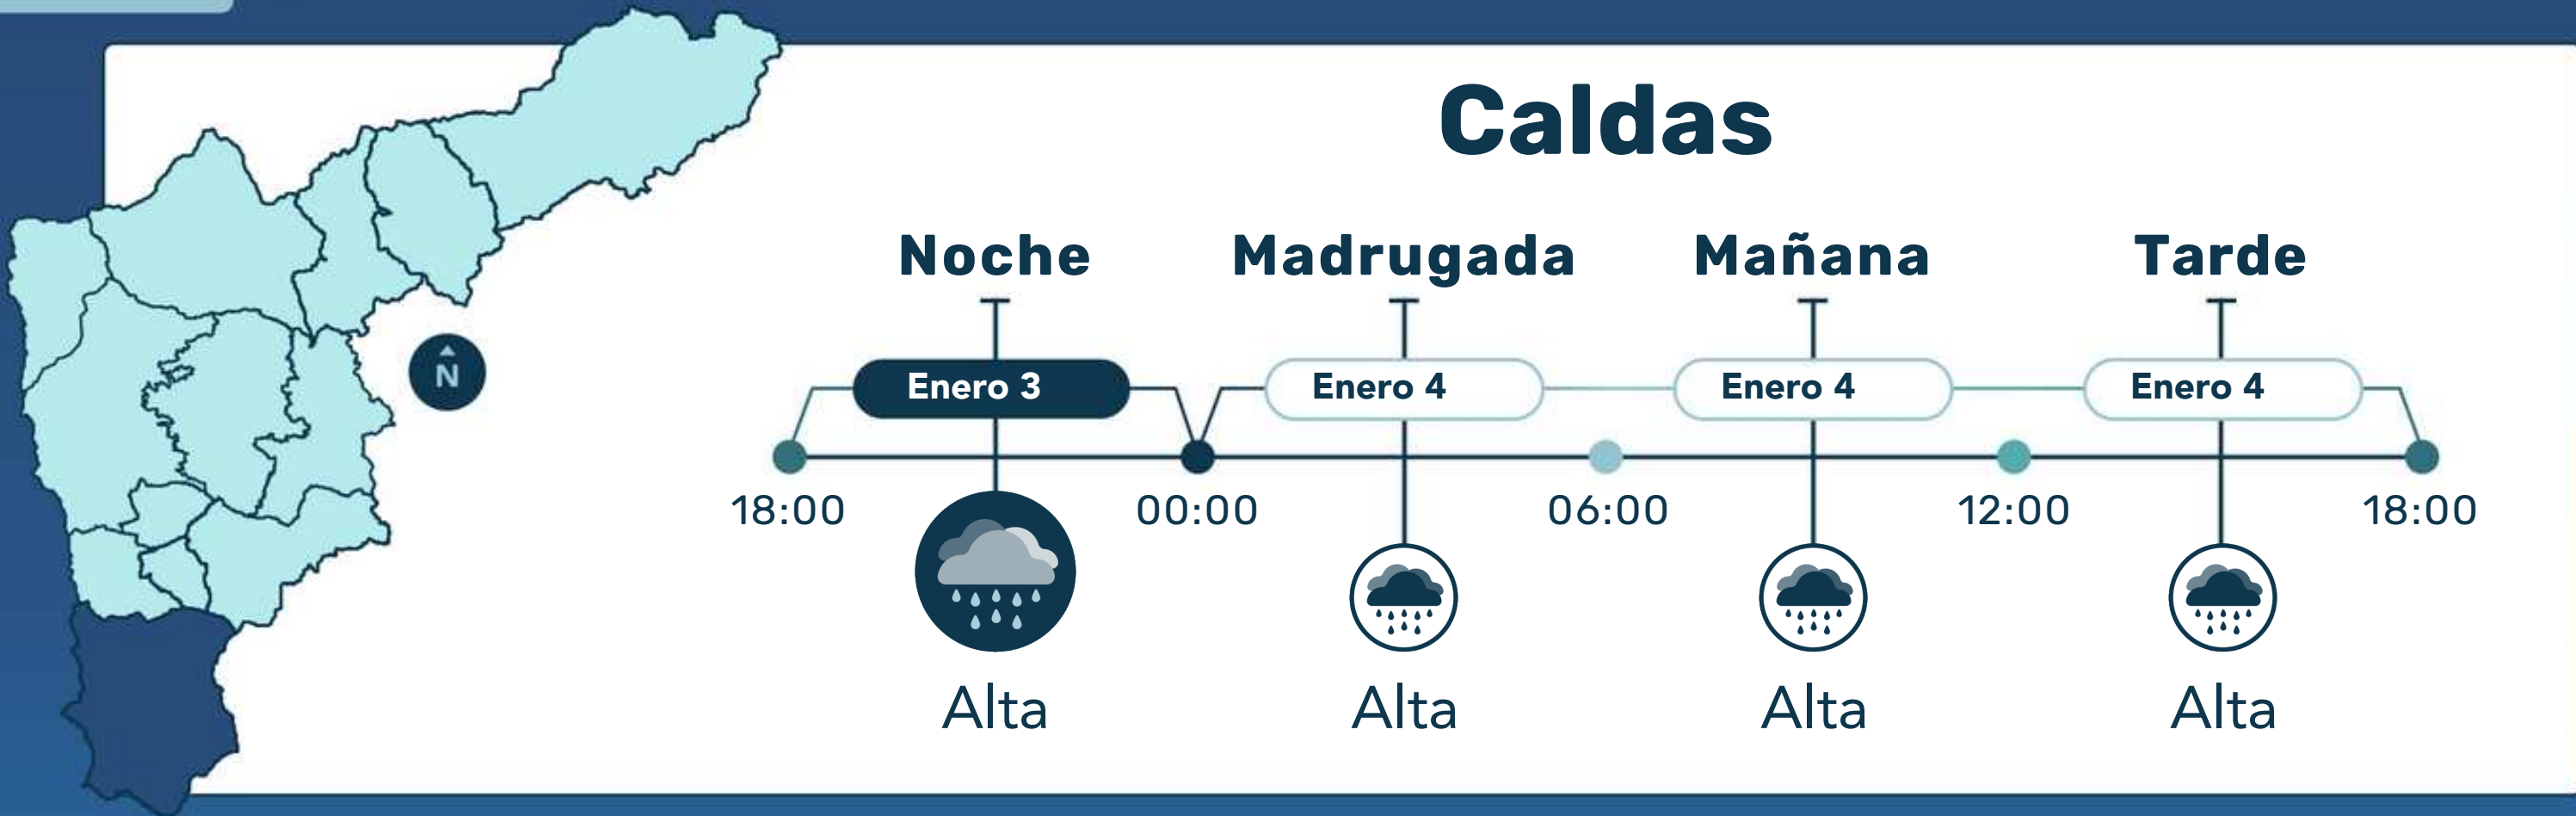 Caldas
Noche Madrugada Mañana Tarde
Enero 3 Enero 4 Enero 4 Enero 4
N
18:00 00:00 06:00 12:00 18:00
Alta Alta Alta Alta